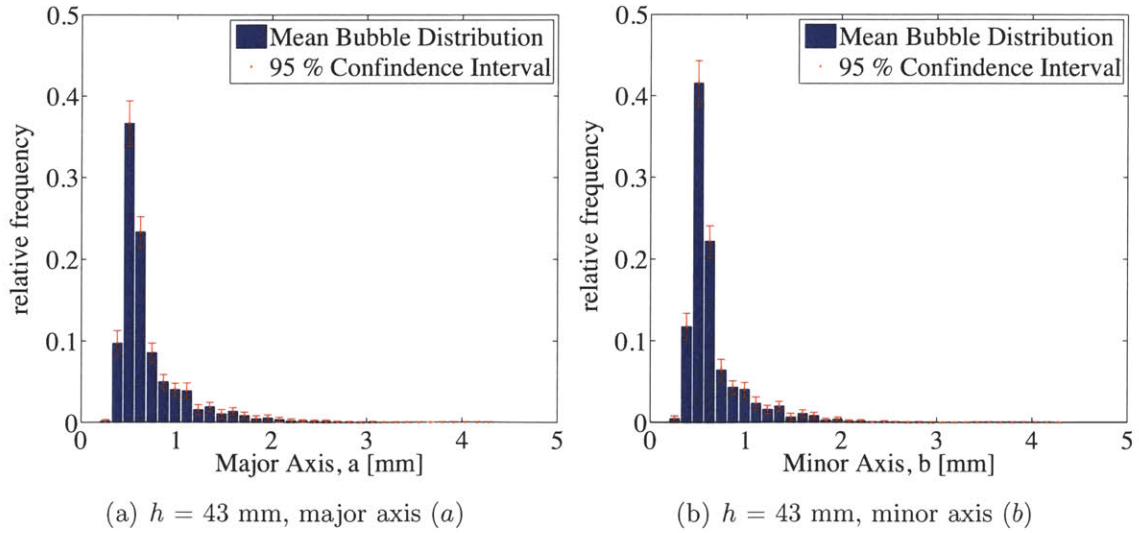 0.5
0.4
0.3
0.2
0.1
0
relative frequency
Mean Bubble Distribution
95 % Confindence Interval
0 1 2 3 4 5
Major Axis, a [mm]
(a) h = 43 mm, major axis (a)
0.5
0.4
0.3
0.2
0.1
0
relative frequency
Mean Bubble Distribution
95 % Confindence Interval
0 1 2 3 4 5
Minor Axis, b [mm]
(b) h = 43 mm, minor axis (b)